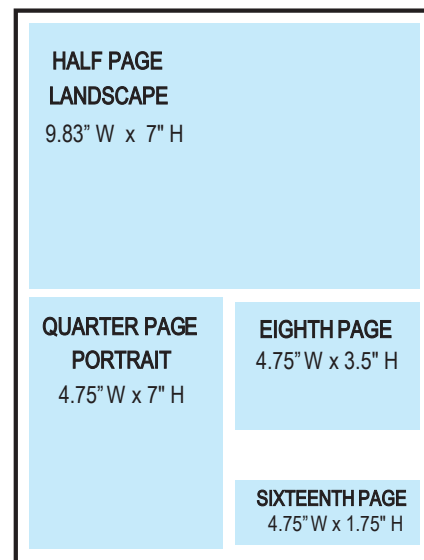 HALF PAGE
LANDSCAPE
9.83” W x 7" H
QUARTER PAGE
PORTRAIT
4.75” W x 7" H
EIGHTH PAGE
4.75” W x 3.5" H
SIXTEENTH PAGE
4.75” W x 1.75" H